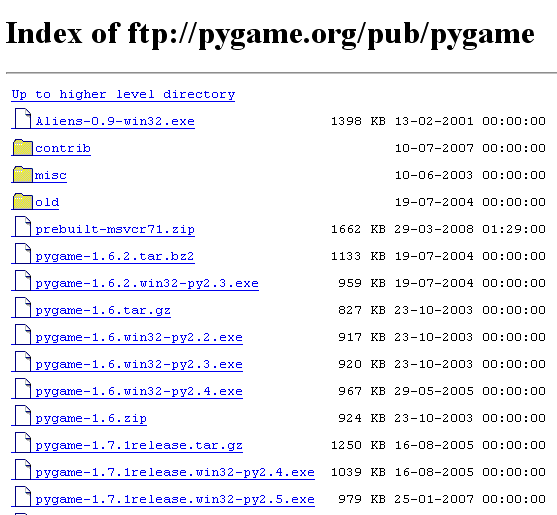 Index of ftp://pygame.org/pub/pygame
Up to higher level directory
Aliens-0.9-win32.exe 1398 KB 13-02-2001 00:00:00
contrib 10-07-2007 00:00:00
misc 10-06-2003 00:00:00
old 19-07-2004 00:00:00
prebuilt-msvcr71.zip 1662 KB 29-03-2008 01:29:00
pygame-1.6.2.tar.bz2 1133 KB 19-07-2004 00:00:00
pygame-1.6.2.win32-py2.3.exe 959 KB 19-07-2004 00:00:00
pygame-1.6.tar.gz 827 KB 23-10-2003 00:00:00
pygame-1.6.win32-py2.2.exe 917 KB 23-10-2003 00:00:00
pygame-1.6.win32-py2.3.exe 920 KB 23-10-2003 00:00:00
pygame-1.6.win32-py2.4.exe 967 KB 29-05-2005 00:00:00
pygame-1.6.zip 924 KB 23-10-2003 00:00:00
pygame-1.7.1release.tar.gz 1250 KB 16-08-2005 00:00:00
pygame-1.7.1release.win32-py2.4.exe 1039 KB 16-08-2005 00:00:00
pygame-1.7.1release.win32-py2.5.exe 979 KB 25-01-2007 00:00:00